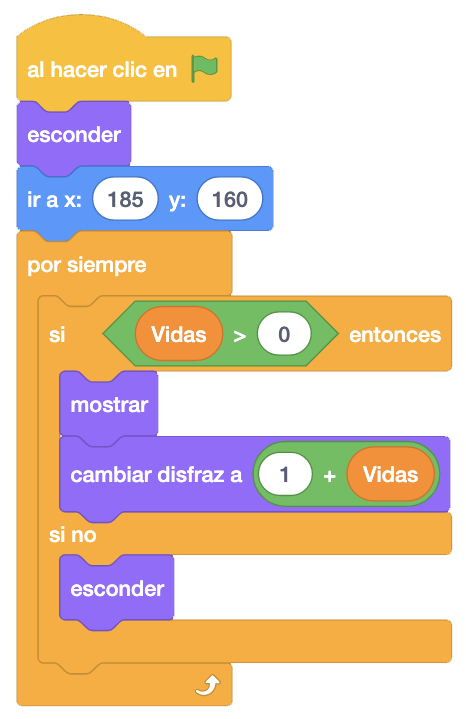 al hacer clic en
esconder
ir a x: 185 y: 160
por siempre
si Vidas > 0 entonces
mostrar
cambiar disfraz a 1 + Vidas
si no
esconder